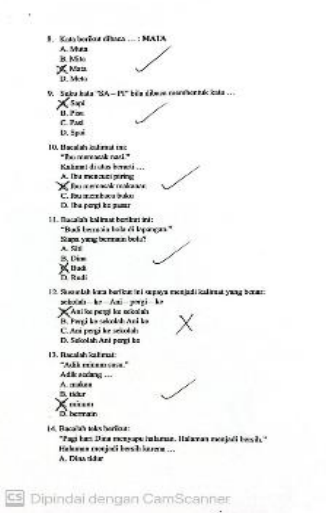 8. Kata berikut dibaca .... : MATA
A. Muta
B. Mita
C. Mata
D. Meta
9. Suku kata "SA – PI" bila dibaca membentuk kata ...
A. Sapi
B. Pisa
C. Pasi
D. Spai
10. Bacalah kalimat ini:
"Ibu memasak nasi."
Kalimat di atas berarti ...
A. Ibu mencuci piring
B. Ibu memasak makanan
C. Ibu membaca buku
D. Ibu pergi ke pasar
11. Bacalah kalimat berikut ini:
"Budi bermain bola di lapangan."
Siapa yang bermain bola?
A. Siti
B. Dina
C. Budi
D. Rudi
12. Susunlah kata berikut ini supaya menjadi kalimat yang benar:
sekolah – ke – Ani – pergi – ke
A. Ani ke pergi ke sekolah
B. Pergi ke sekolah Ani ke
C. Ani pergi ke sekolah
D. Sekolah Ani pergi ke
13. Bacalah kalimat:
"Adik minum susu."
Adik sedang ...
A. makan
B. tidur
C. minum
D. bermain
14. Bacalah teks berikut:
"Pagi hari Dina menyapu halaman. Halaman menjadi bersih."
Halaman menjadi bersih karena ...
A. Dina tidur
CS Dipindai dengan CamScanner